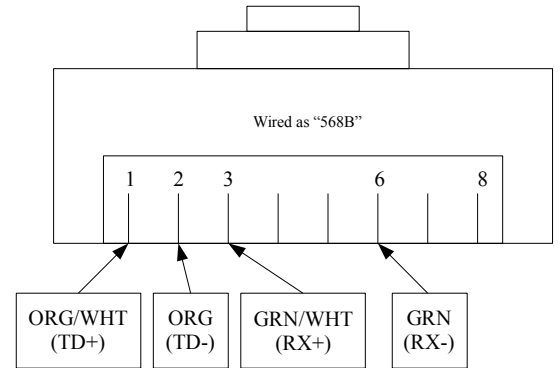 Wired as “568B”
1 2 3 6 8
ORG/WHT
(TD+)
ORG
(TD-)
GRN/WHT
(RX+)
GRN
(RX-)